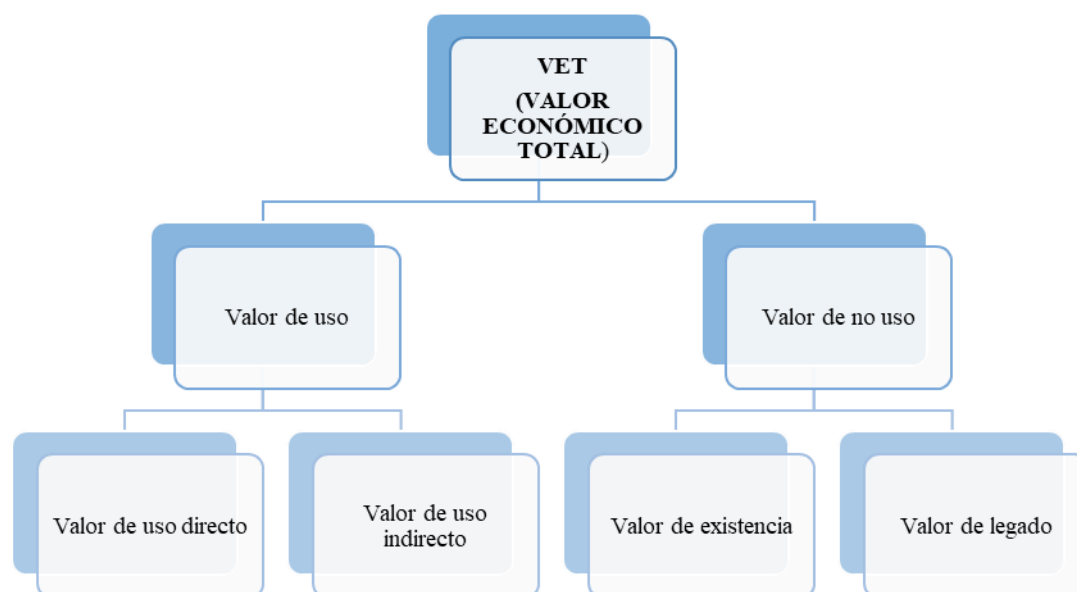 VET
(VALOR
ECONÓMICO
TOTAL)
Valor de uso
Valor de no uso
Valor de uso directo
Valor de uso
indirecto
Valor de existencia
Valor de legado